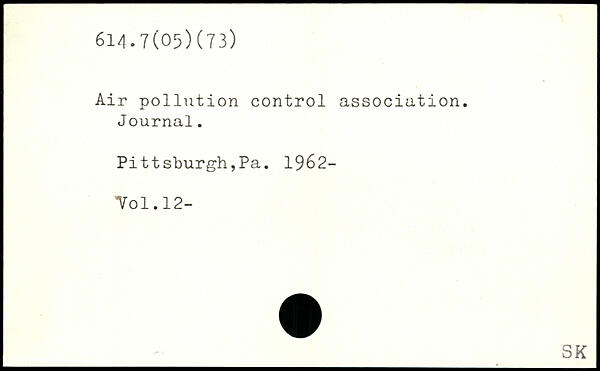 614.7(05)(73)
Air pollution control association.
Journal.
Pittsburgh,Pa. 1962-
Vol.12-
SK